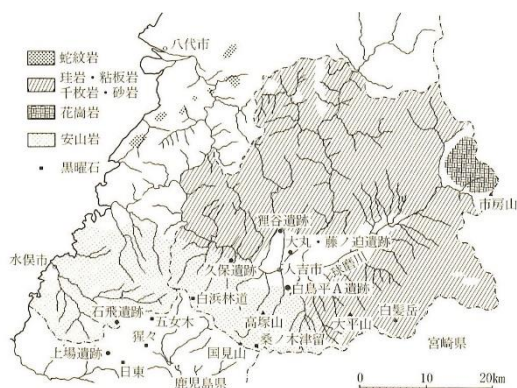 八代市
蛇紋岩
珪岩・粘板岩
千枚岩・砂岩
花崗岩
安山岩
黒曜石
市房山
狸谷遺跡
大丸・藤ノ迫遺跡
水俣市
久保遺跡
人吉市
球磨川
白浜林道
白鳥平A遺跡
石飛遺跡
五女木
高塚山
大平山
白髪岳
桑ノ木津留
上場遺跡
猩々
国見山
宮崎県
日東
鹿児島県
0 10 20km